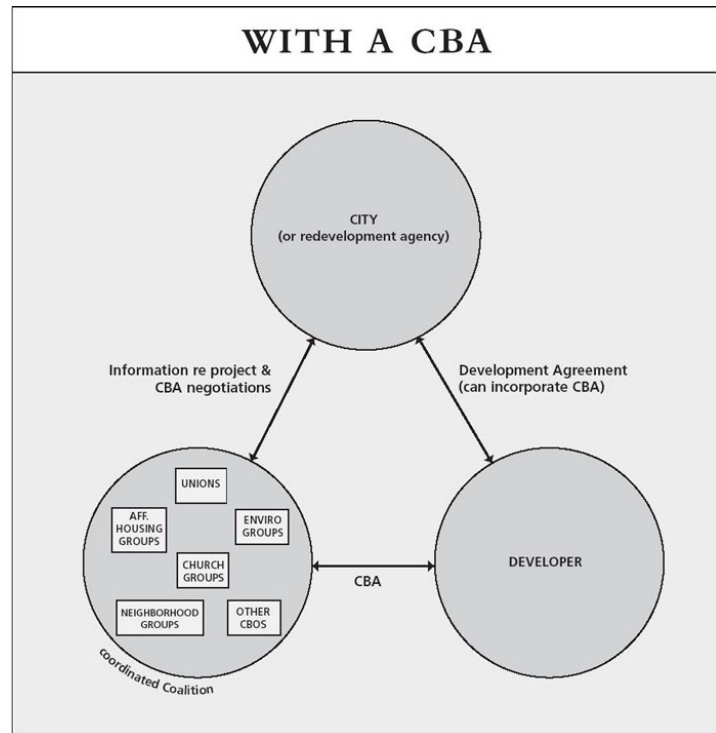 WITH A CBA
CITY
(or redevelopment agency)
Information re project &
CBA negotiations
Development Agreement
(can incorporate CBA)
UNIONS
AFF.
HOUSING
GROUPS
ENVIRO
GROUPS
CHURCH
GROUPS
NEIGHBORHOOD
GROUPS
OTHER
CBOS
coordinated Coalition
CBA
DEVELOPER